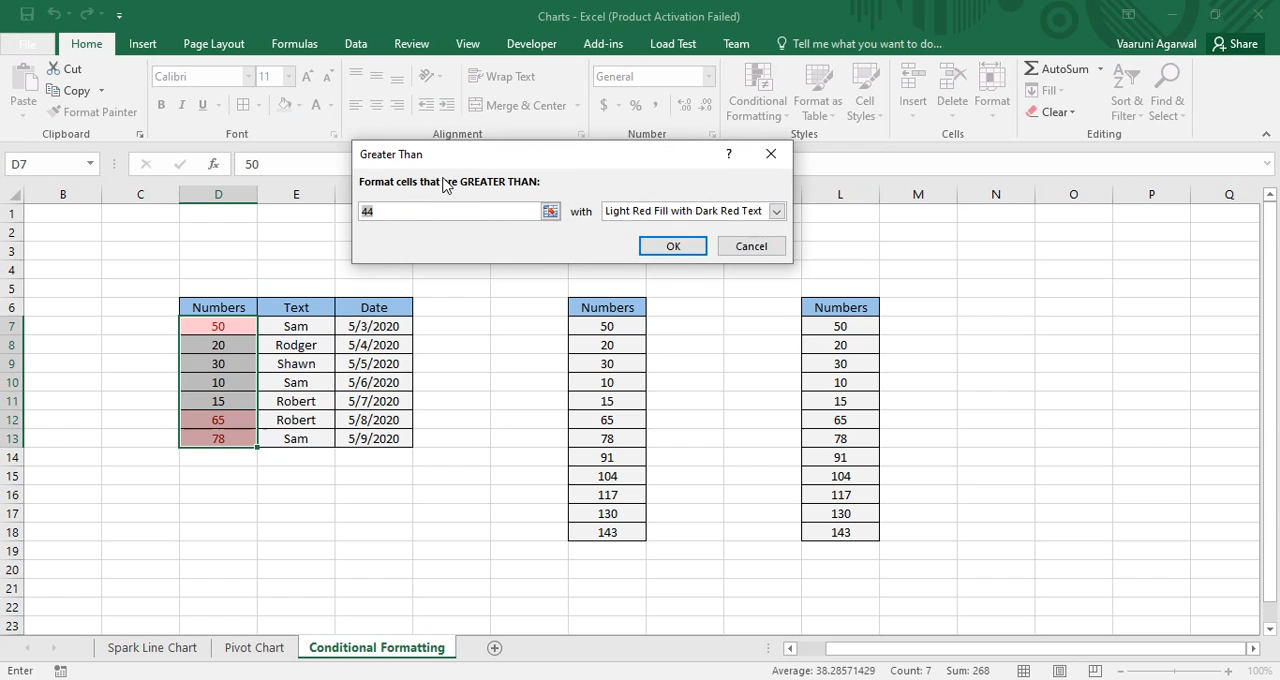 Charts - Excel (Product Activation Failed)
File Home Insert Page Layout Formulas Data Review View Developer Add-ins Load Test Team Tell me what you want to do... Vaaruni Agarwal Share
Paste Cut Copy Format Painter Clipboard
Calibri 11 B I U A Font
Wrap Text Merge & Center Alignment
General $ % , Number
Conditional Formatting Format as Table Cell Styles Styles
Insert Delete Format Cells
AutoSum Fill Clear Sort & Filter Find & Select Editing
D7 fx 50
Greater Than ?
Format cells that are GREATER THAN:
44 with Light Red Fill with Dark Red Text
OK Cancel
B C D E L M N O P Q
1
2
3
4
5
6 Numbers Text Date Numbers Numbers
7 50 Sam 5/3/2020 50 50
8 20 Rodger 5/4/2020 20 20
9 30 Shawn 5/5/2020 30 30
10 10 Sam 5/6/2020 10 10
11 15 Robert 5/7/2020 15 15
12 65 Robert 5/8/2020 65 65
13 78 Sam 5/9/2020 78 78
14 91 91
15 104 104
16 117 117
17 130 130
18 143 143
19
20
21
22
23
Spark Line Chart Pivot Chart Conditional Formatting
Enter Average: 38.28571429 Count: 7 Sum: 268 100%